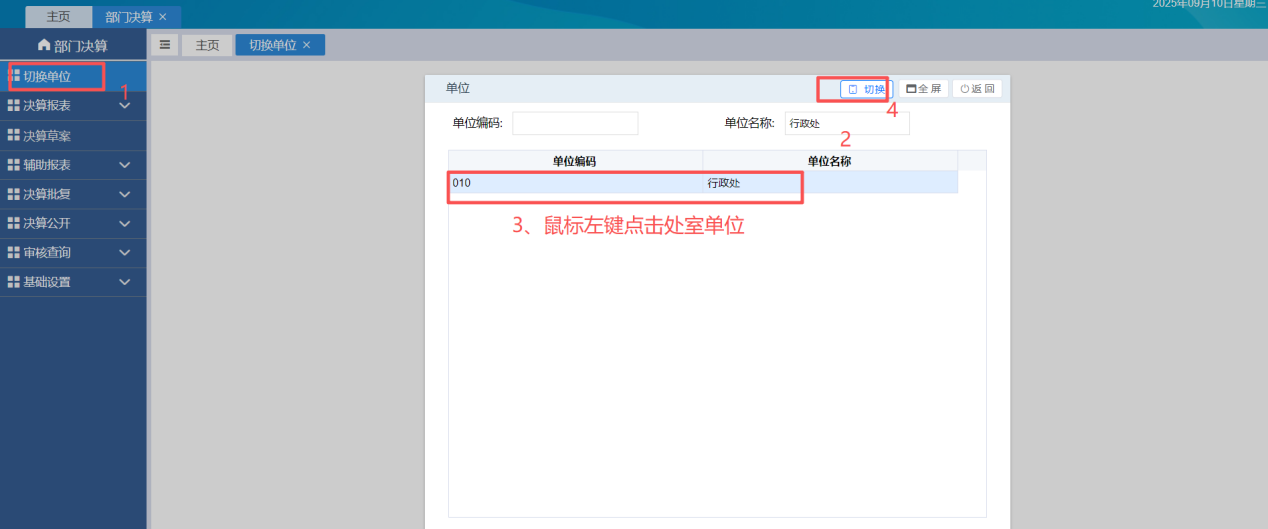 2025年09月10日星期三
主页 部门决算 ×
部门决算
主页 切换单位 ×
切换单位
1
决算报表
决算草案
辅助报表
决算批复
决算公开
审核查询
基础设置
单位 切换 全屏 返回
4
单位编码: 单位名称: 行政处
2
单位编码 单位名称
010 行政处
3、鼠标左键点击处室单位